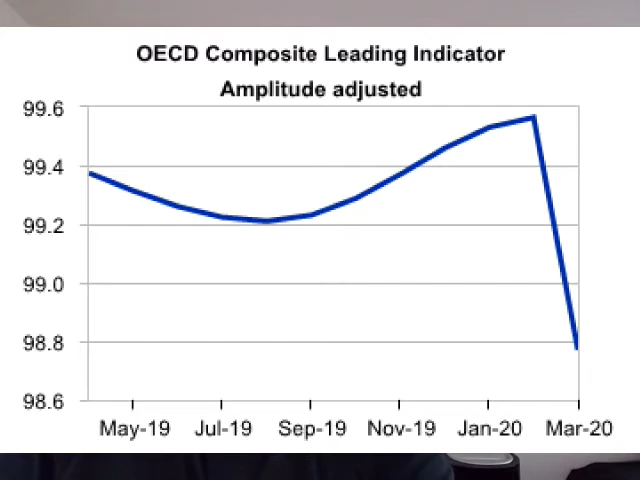 OECD Composite Leading Indicator
Amplitude adjusted
99.6
99.4
99.2
99.0
98.8
98.6
May-19 Jul-19 Sep-19 Nov-19 Jan-20 Mar-20